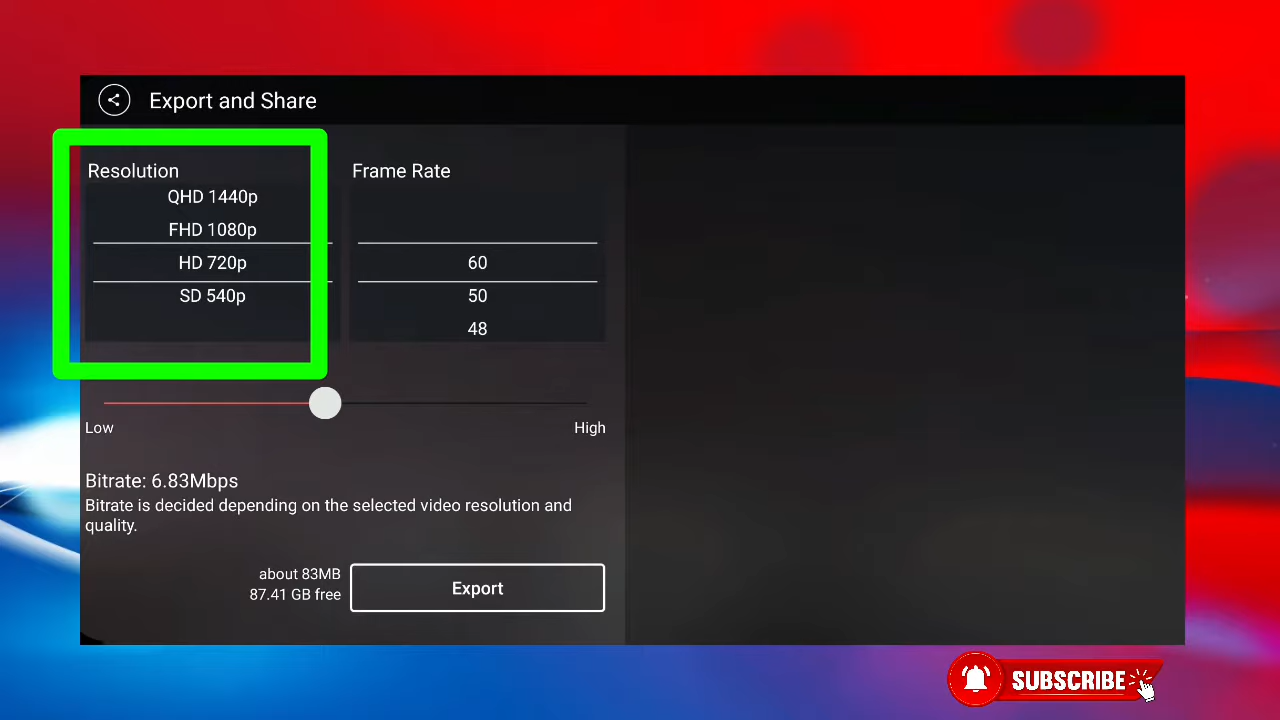 Export and Share
Resolution
QHD 1440p
FHD 1080p
HD 720p
SD 540p
Frame Rate
60
50
48
Low
High
Bitrate: 6.83Mbps
Bitrate is decided depending on the selected video resolution and
quality.
about 83MB
87.41 GB free
Export
SUBSCRIBE